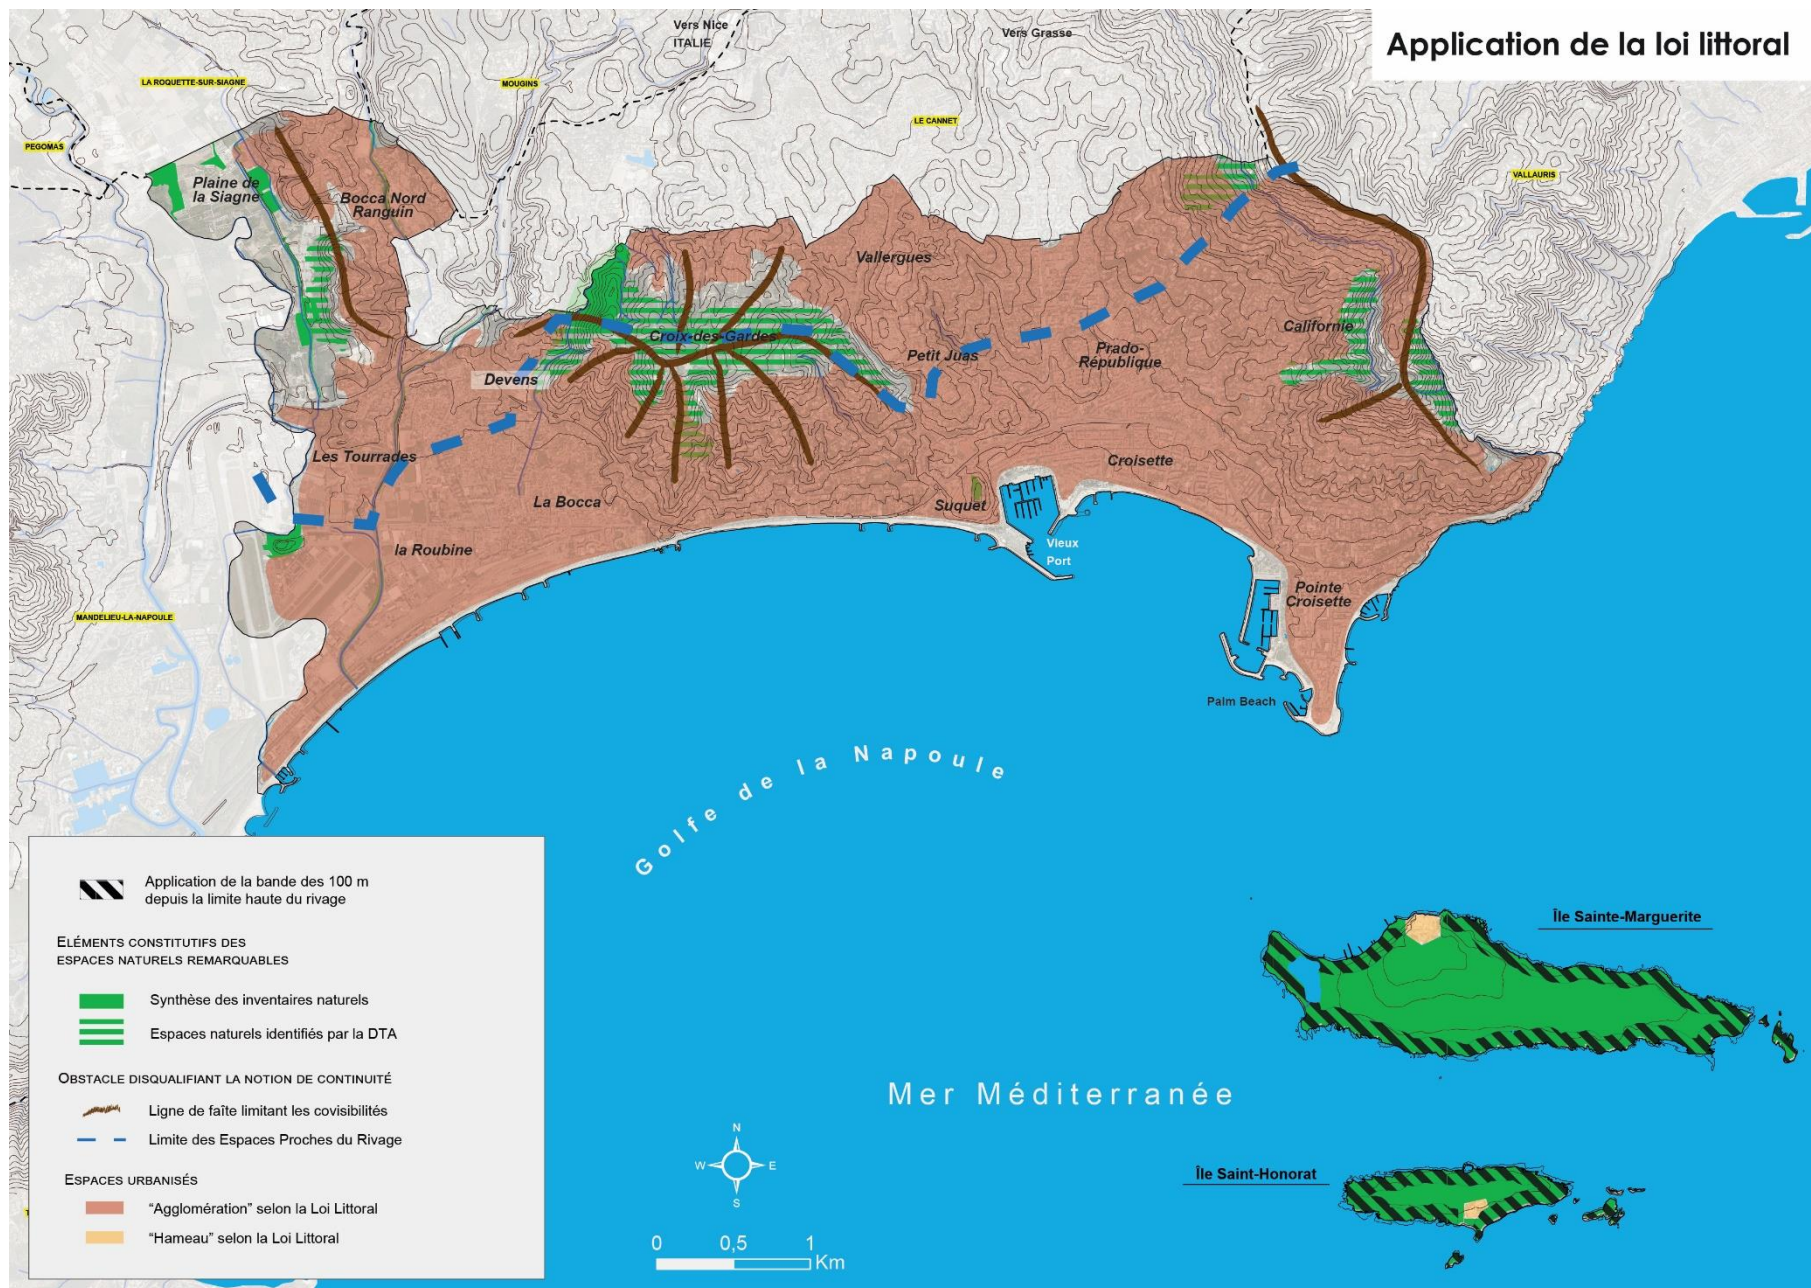 Application de la loi littoral
Vers Nice
ITALIE
Vers Grasse
LA ROQUETTE-SUR-SIAGNE
MOUGINS
LE CANNET
PEGOMAS
VALLAURIS
Plaine de
la Siagne
Bocca Nord
Ranguin
Vallergues
Croix-des-Gardes
Californie
Petit Juas
Prado-
République
Devens
Les Tourrades
Croisette
La Bocca
Suquet
la Roubine
Vieux
Port
Pointe
Croisette
MANDELIEU-LA-NAPOULE
Palm Beach
Golfe de la Napoule
Application de la bande des 100 m
depuis la limite haute du rivage
ELÉMENTS CONSTITUTIFS DES
ESPACES NATURELS REMARQUABLES
Synthèse des inventaires naturels
Espaces naturels identifiés par la DTA
OBSTACLE DISQUALIFIANT LA NOTION DE CONTINUITÉ
Ligne de faîte limitant les covisibilités
Limite des Espaces Proches du Rivage
ESPACES URBANISÉS
“Agglomération” selon la Loi Littoral
“Hameau” selon la Loi Littoral
Île Sainte-Marguerite
Mer Méditerranée
Île Saint-Honorat
N
W E
S
0 0,5 1
Km